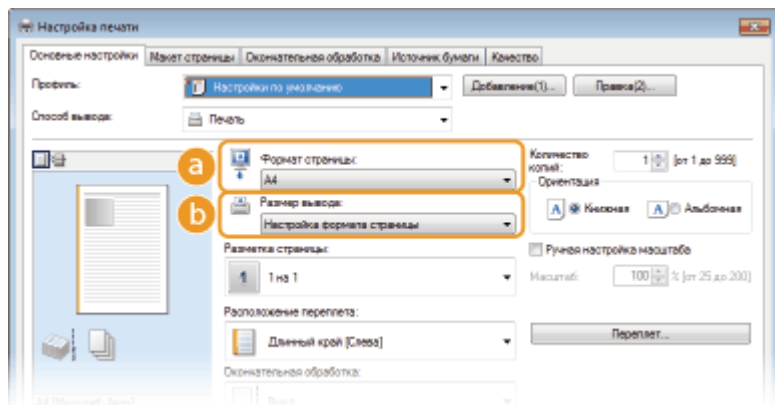 Настройка печати
Основные настройки Макет страницы Окончательная обработка Источник бумаги Качество
Профиль: Настройки по умолчанию Добавление(1)... Правка(2)...
Способ вывода: Печать
a Формат страницы: Количество копий: 1 [от 1 до 999]
A4 Ориентация
b Размер вывода: A Книжная A Альбомная
Настройка формата страницы
Разметка страницы: Ручная настройка масштаба
1 1 на 1 Масштаб: 100 % [от 25 до 200]
Расположение переплета:
Длинный край [Слева] Переплет...
Окончательная обработка: